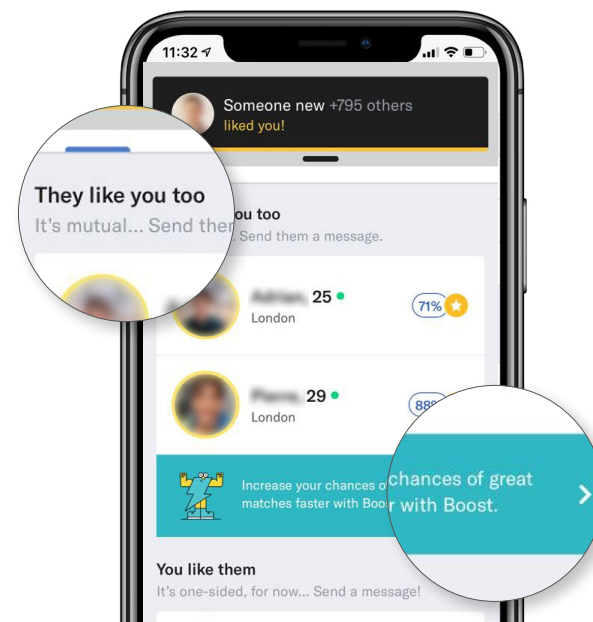 11:32
Someone new +795 others
liked you!
They like you too
It's mutual... Send ther
ou too
Send them a message.
25
London
71%
29
London
88%
Increase your chances o
matches faster with Boo
chances of great
r with Boost.
You like them
It's one-sided, for now... Send a message!